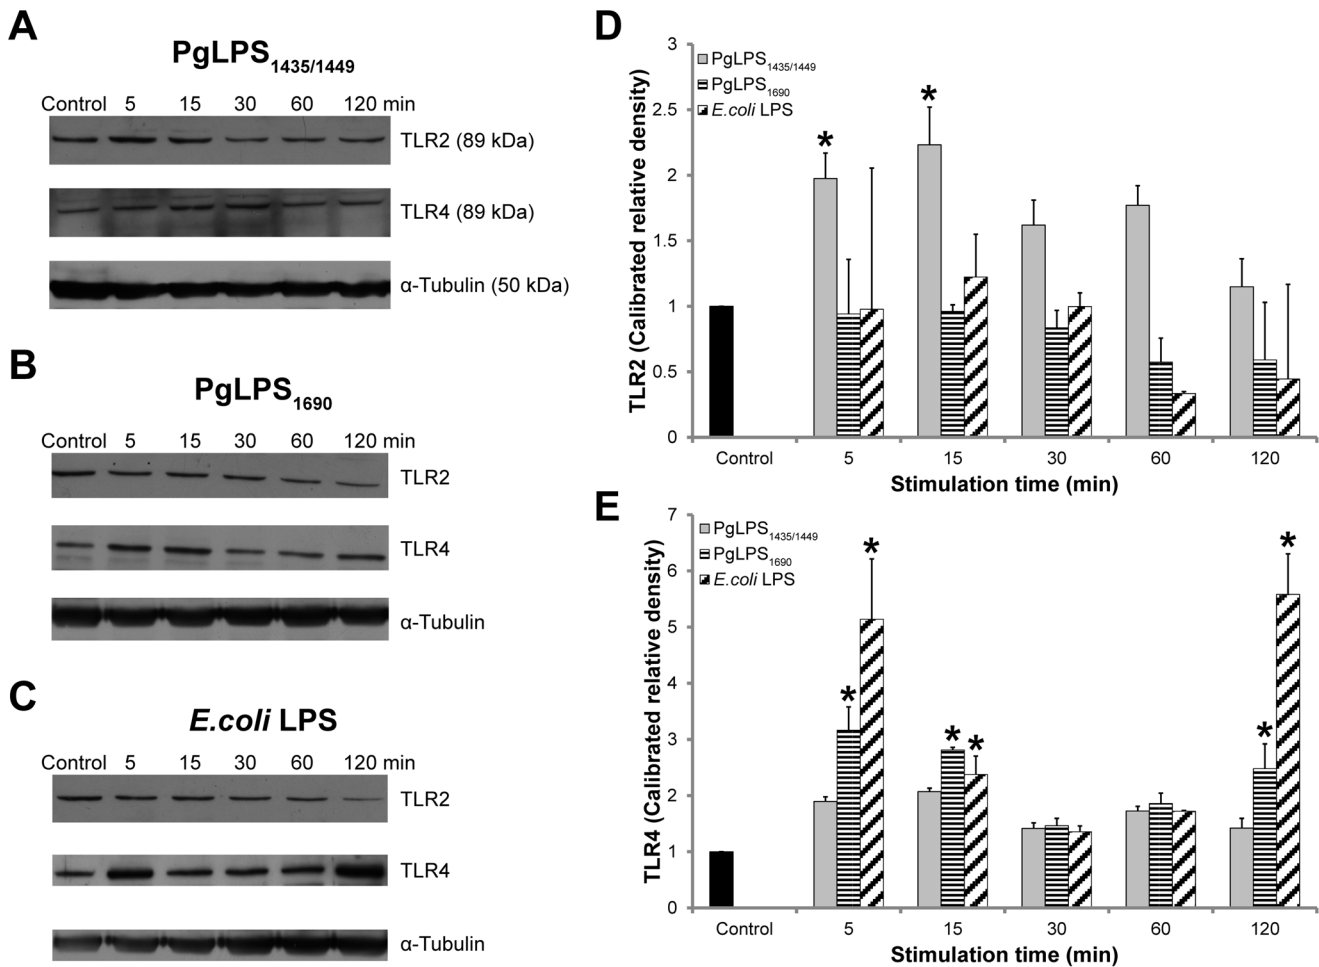 A
PgLPS1435/1449
Control 5 15 30 60 120 min
TLR2 (89 kDa)
TLR4 (89 kDa)
α-Tubulin (50 kDa)
B
PgLPS1690
Control 5 15 30 60 120 min
TLR2
TLR4
α-Tubulin
C
E.coli LPS
Control 5 15 30 60 120 min
TLR2
TLR4
α-Tubulin
D
TLR2 (Calibrated relative density)
3
2.5
2
1.5
1
0.5
0
PgLPS1435/1449
PgLPS1690
E.coli LPS
* *
Control 5 15 30 60 120
Stimulation time (min)
E
TLR4 (Calibrated relative density)
7
6
5
4
3
2
1
0
PgLPS1435/1449
PgLPS1690
E.coli LPS
* * * * * *
Control 5 15 30 60 120
Stimulation time (min)